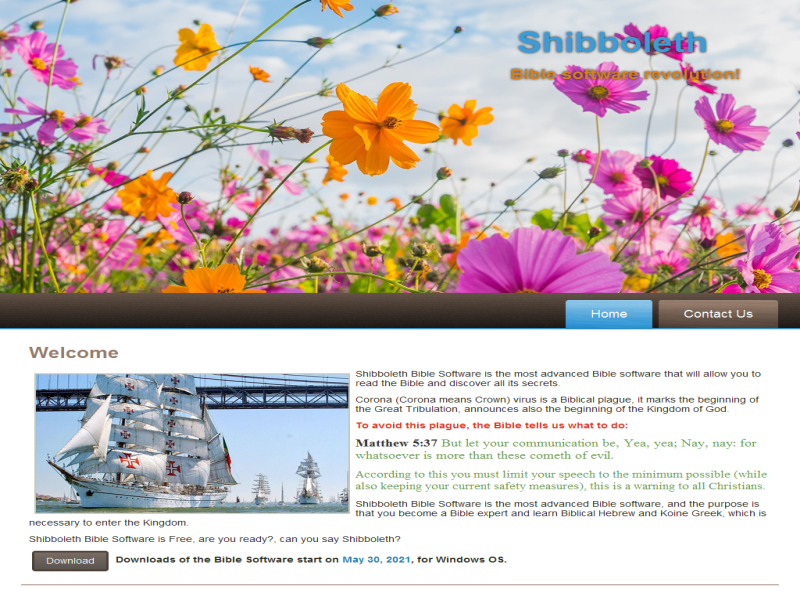 Shibboleth
Bible software revolution!
Home
Contact Us
Welcome
Shibboleth Bible Software is the most advanced Bible software that will allow you to
read the Bible and discover all its secrets.
Corona (Corona means Crown) virus is a Biblical plague, it marks the beginning of
the Great Tribulation, announces also the beginning of the Kingdom of God.
To avoid this plague, the Bible tells us what to do:
Matthew 5:37 But let your communication be, Yea, yea; Nay, nay: for
whatsoever is more than these cometh of evil.
According to this you must limit your speech to the minimum possible (while
also keeping your current safety measures), this is a warning to all Christians.
Shibboleth Bible Software is the most advanced Bible software, and the purpose is
that you become a Bible expert and learn Biblical Hebrew and Koine Greek, which is
necessary to enter the Kingdom.
Shibboleth Bible Software is Free, are you ready?, can you say Shibboleth?
Download
Downloads of the Bible Software start on May 30, 2021, for Windows OS.